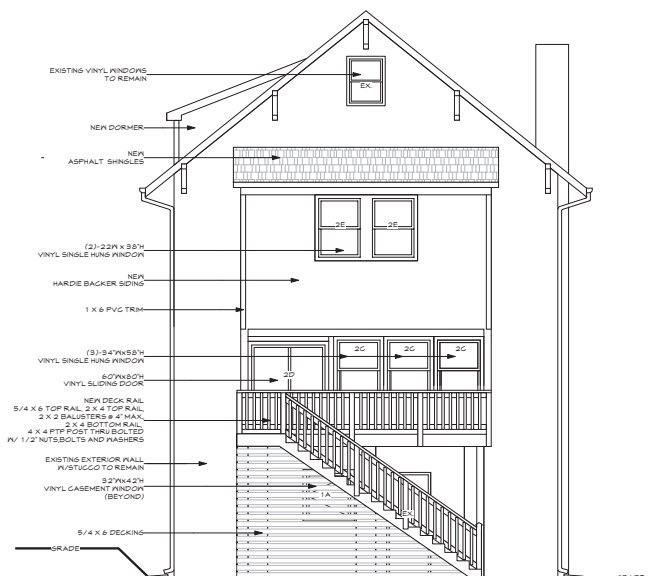 EXISTING VINYL WINDOWS
TO REMAIN
EX.
NEW DORMER
NEW
ASPHALT SHINGLES
2E
2E
(2)-22W x 38"H
VINYL SINGLE HUNG WINDOW
NEW
HARDIE BACKER SIDING
1 X 6 PVC TRIM
(3)-34"Wx58"H
VINYL SINGLE HUNG WINDOW
2C
2C
2C
60"Wx80"H
VINYL SLIDING DOOR
2D
NEW DECK RAIL
5/4 X 6 TOP RAIL, 2 X 4 TOP RAIL,
2 X 2 BALUSTERS @ 4" MAX,
2 X 4 BOTTOM RAIL,
4 X 4 PTP POST THRU BOLTED
W/ 1/2" NUTS,BOLTS AND WASHERS
EXISTING EXTERIOR WALL
W/STUCCO TO REMAIN
32"Wx42"H
VINYL CASEMENT WINDOW
(BEYOND)
1A
EX.
5/4 X 6 DECKING
GRADE